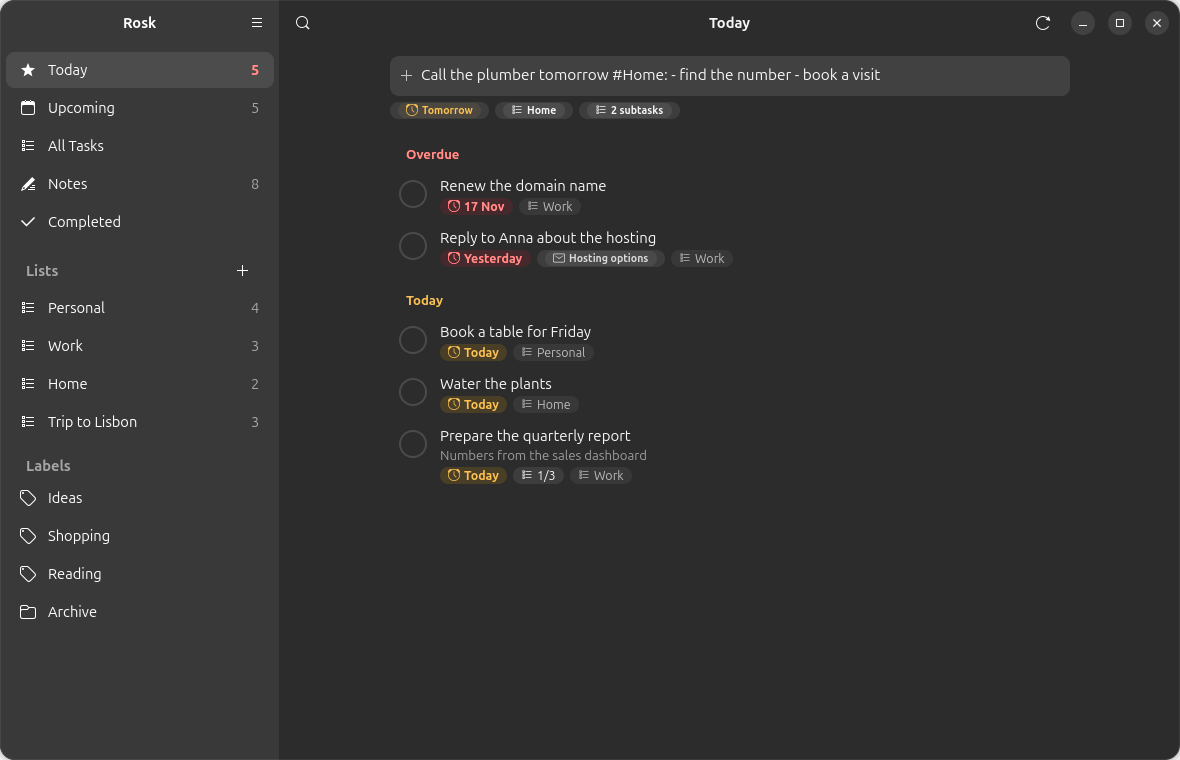 Rosk
Today 5
Upcoming 5
All Tasks
Notes 8
Completed
Lists
Personal 4
Work 3
Home 2
Trip to Lisbon 3
Labels
Ideas
Shopping
Reading
Archive
Today
Call the plumber tomorrow #Home: - find the number - book a visit
Tomorrow Home 2 subtasks
Overdue
Renew the domain name
17 Nov Work
Reply to Anna about the hosting
Yesterday Hosting options Work
Today
Book a table for Friday
Today Personal
Water the plants
Today Home
Prepare the quarterly report
Numbers from the sales dashboard
Today 1/3 Work